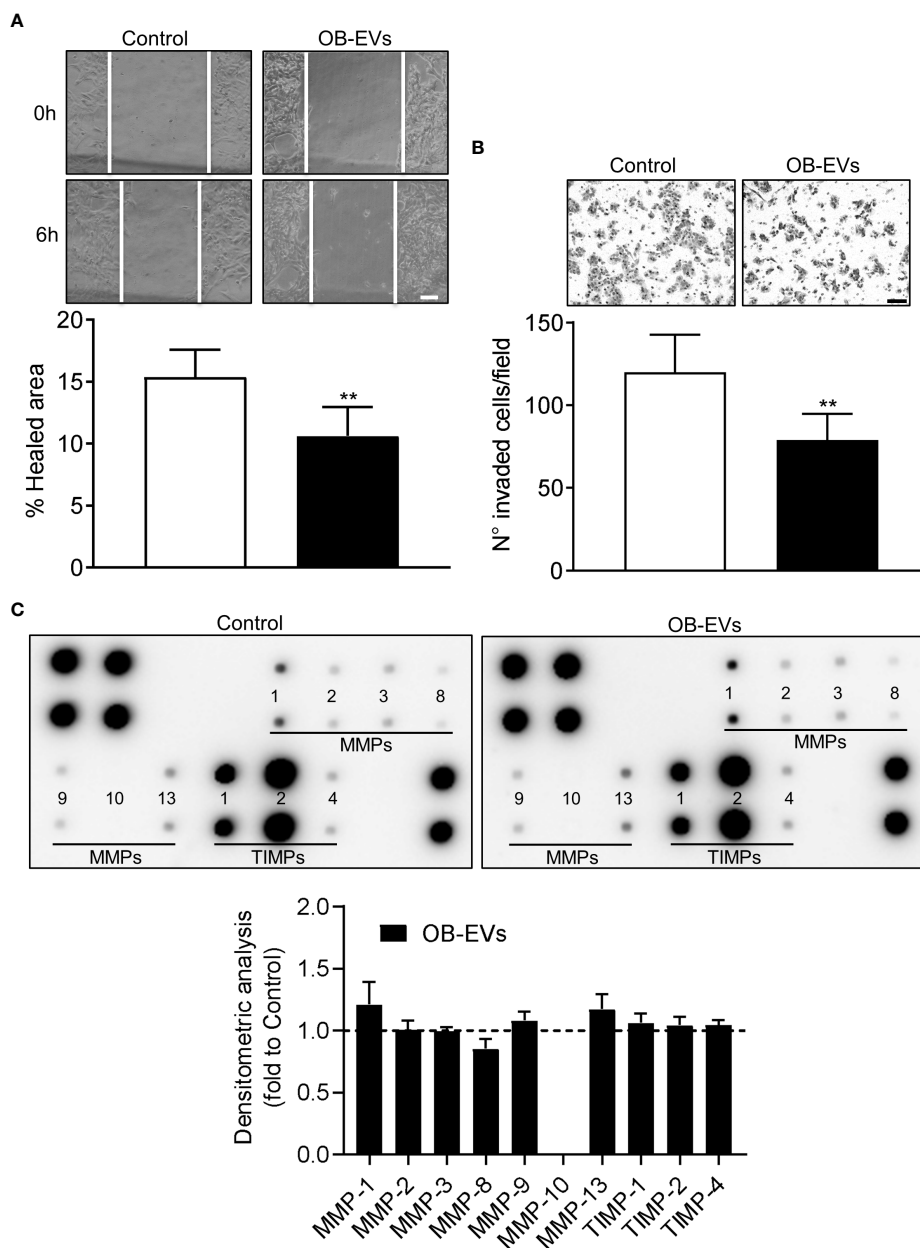 A
Control OB-EVs
0h
6h
20
15
10
5
0
% Healed area
**
B
Control OB-EVs
150
100
50
0
N° invaded cells/field
**
C
Control
1 2 3 8
MMPs
9 10 13 1 2 4
MMPs TIMPs
OB-EVs
1 2 3 8
MMPs
9 10 13 1 2 4
MMPs TIMPs
2.0
1.5
1.0
0.5
0.0
Densitometric analysis
(fold to Control)
OB-EVs
MMP-1
MMP-2
MMP-3
MMP-8
MMP-9
MMP-10
MMP-13
TIMP-1
TIMP-2
TIMP-4